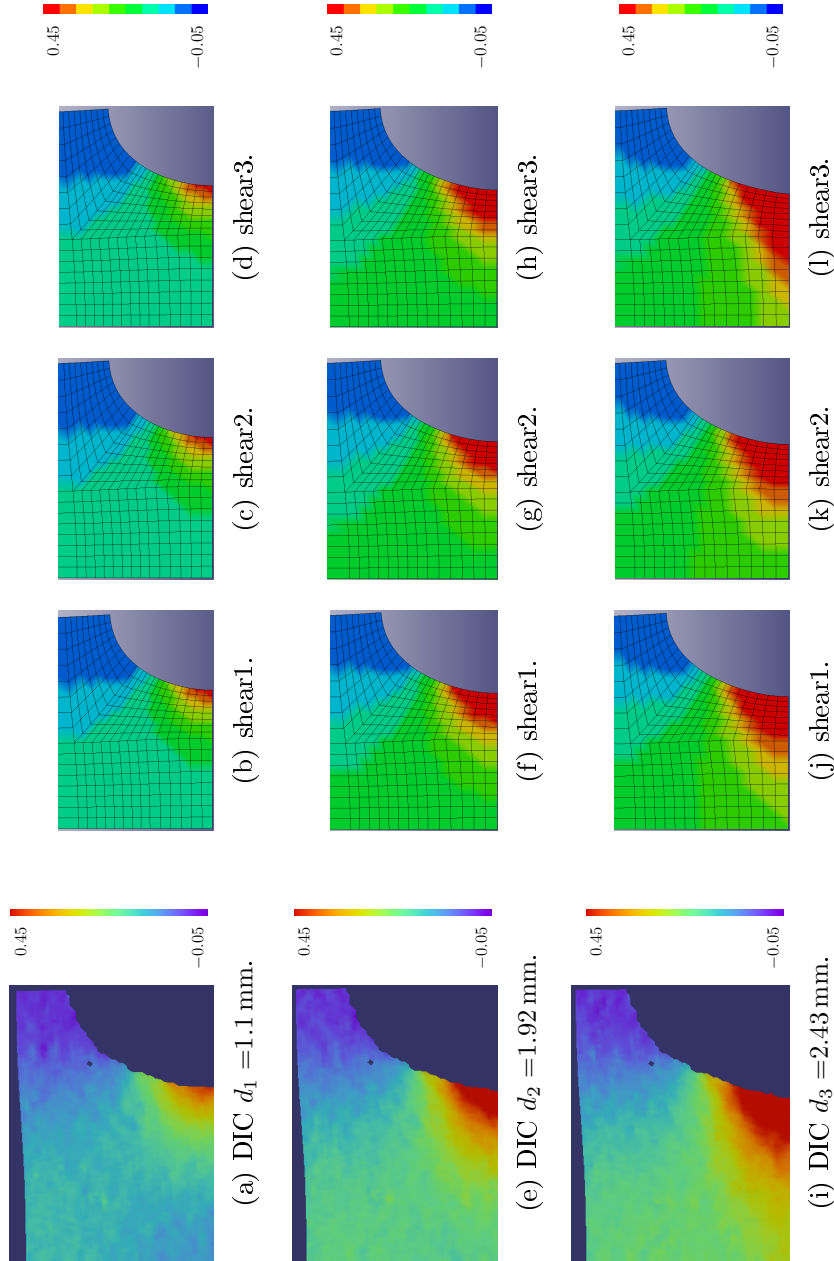 (a) DIC d₁ =1.1 mm.
0.45
−0.05
(b) shear1.
(c) shear2.
(d) shear3.
0.45
−0.05
(e) DIC d₂ =1.92 mm.
0.45
−0.05
(f) shear1.
(g) shear2.
(h) shear3.
0.45
−0.05
(i) DIC d₃ =2.43 mm.
0.45
−0.05
(j) shear1.
(k) shear2.
(l) shear3.
0.45
−0.05